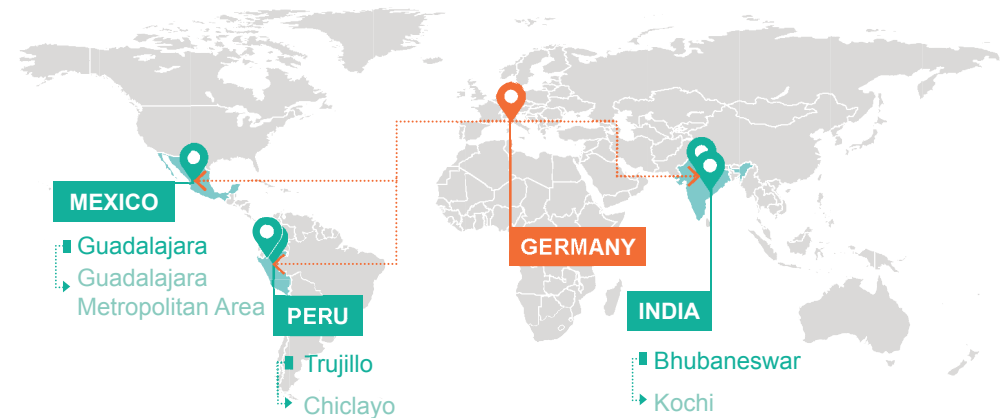 MEXICO
Guadalajara
Guadalajara
Metropolitan Area
PERU
Trujillo
Chiclayo
GERMANY
INDIA
Bhubaneswar
Kochi